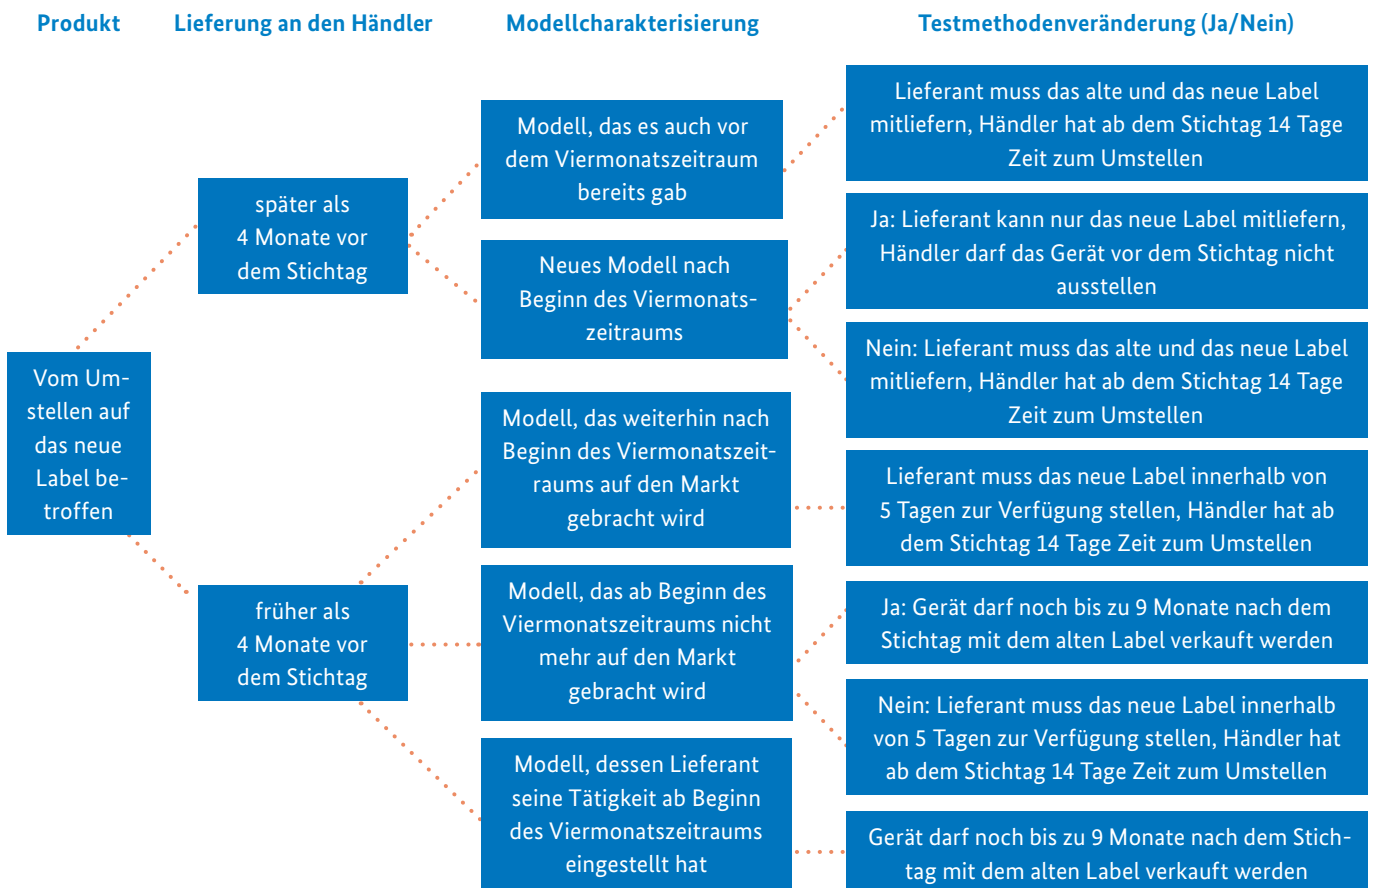 Produkt
Lieferung an den Händler
Modellcharakterisierung
Testmethodenveränderung (Ja/Nein)
Vom Um-
stellen auf
das neue
Label be-
troffen
später als
4 Monate vor
dem Stichtag
früher als
4 Monate vor
dem Stichtag
Modell, das es auch vor
dem Viermonatszeitraum
bereits gab
Neues Modell nach
Beginn des Viermonats-
zeitraums
Modell, das weiterhin nach
Beginn des Viermonatszeit-
raums auf den Markt
gebracht wird
Modell, das ab Beginn des
Viermonatszeitraums nicht
mehr auf den Markt
gebracht wird
Modell, dessen Lieferant
seine Tätigkeit ab Beginn
des Viermonatszeitraums
eingestellt hat
Lieferant muss das alte und das neue Label
mitliefern, Händler hat ab dem Stichtag 14 Tage
Zeit zum Umstellen
Ja: Lieferant kann nur das neue Label mitliefern,
Händler darf das Gerät vor dem Stichtag nicht
ausstellen
Nein: Lieferant muss das alte und das neue Label
mitliefern, Händler hat ab dem Stichtag 14 Tage
Zeit zum Umstellen
Lieferant muss das neue Label innerhalb von
5 Tagen zur Verfügung stellen, Händler hat ab
dem Stichtag 14 Tage Zeit zum Umstellen
Ja: Gerät darf noch bis zu 9 Monate nach dem
Stichtag mit dem alten Label verkauft werden
Nein: Lieferant muss das neue Label innerhalb
von 5 Tagen zur Verfügung stellen, Händler hat
ab dem Stichtag 14 Tage Zeit zum Umstellen
Gerät darf noch bis zu 9 Monate nach dem Stich-
tag mit dem alten Label verkauft werden